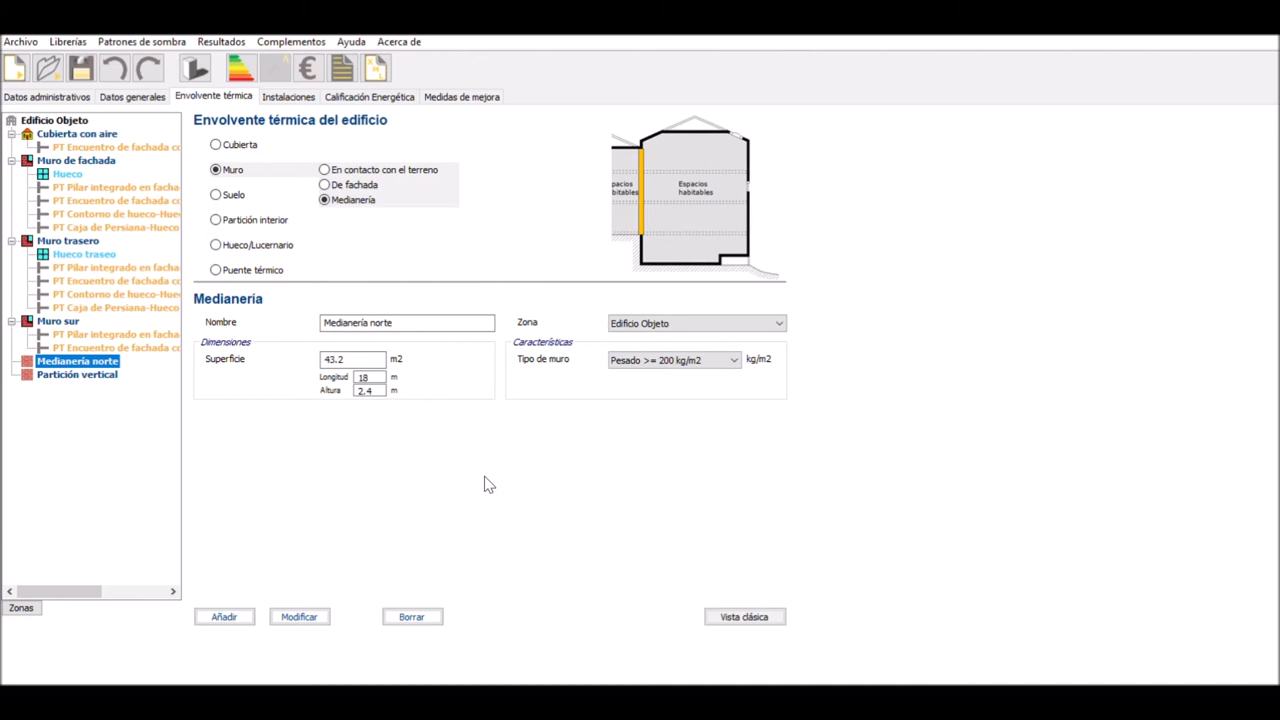 Archivo Librerías Patrones de sombra Resultados Complementos Ayuda Acerca de
Datos administrativos Datos generales Envolvente térmica Instalaciones Calificación Energética Medidas de mejora
Edificio Objeto
Cubierta con aire
PT Encuentro de fachada co
Muro de fachada
Hueco
PT Pilar integrado en facha
PT Encuentro de fachada co
PT Contorno de hueco-Hue
PT Caja de Persiana-Hueco
Muro trasero
Hueco traseo
PT Pilar integrado en facha
PT Encuentro de fachada co
PT Contorno de hueco-Hue
PT Caja de Persiana-Hueco
Muro sur
PT Pilar integrado en facha
PT Encuentro de fachada co
Medianería norte
Partición vertical
Zonas
Envolvente térmica del edificio
Cubierta
Muro
Suelo
Partición interior
Hueco/Lucernario
Puente térmico
En contacto con el terreno
De fachada
Medianería
pacios
bitables
Espacios
habitables
Medianería
Nombre Medianería norte Zona Edificio Objeto
Dimensiones Características
Superficie 43.2 m2 Tipo de muro Pesado >= 200 kg/m2 kg/m2
Longitud 18 m
Altura 2.4 m
Añadir Modificar Borrar Vista clásica